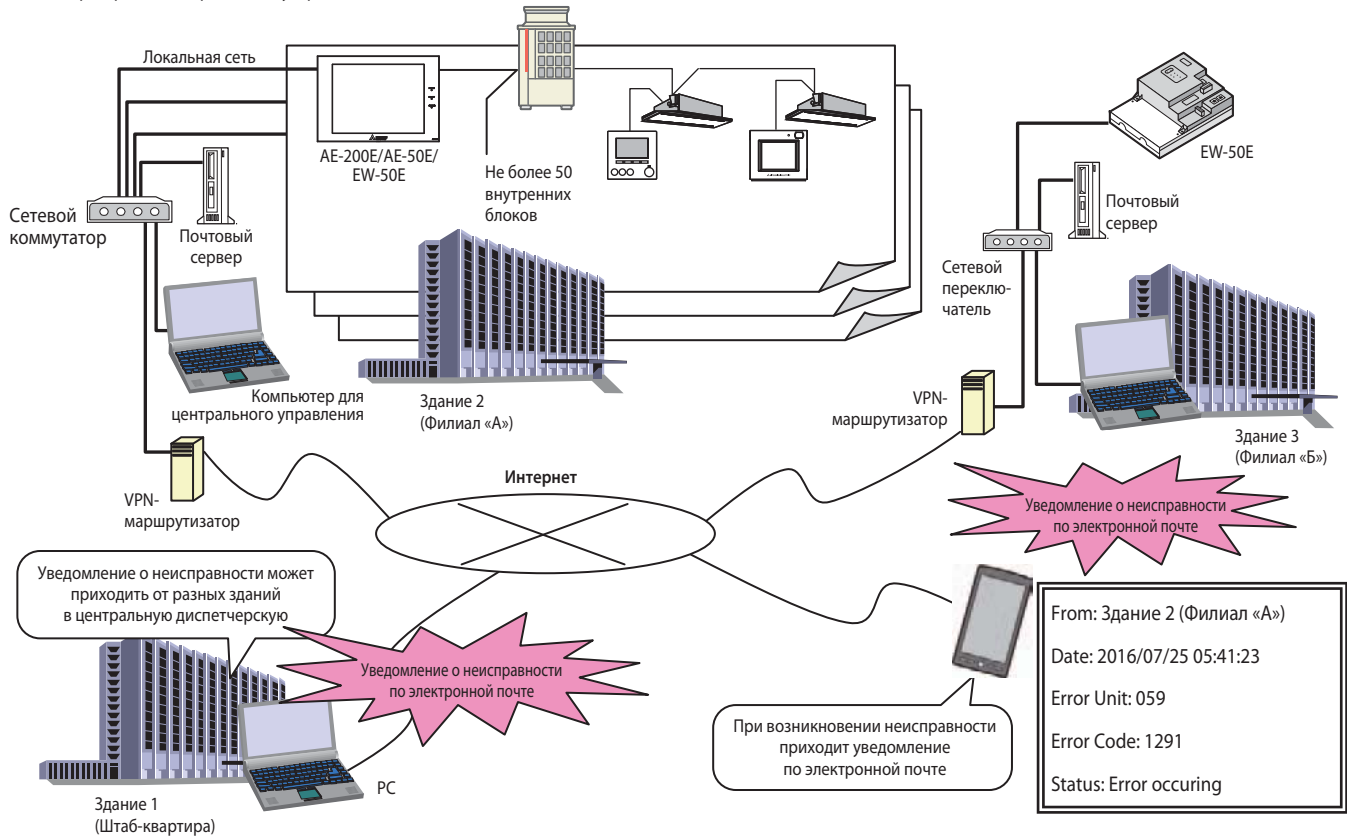 Локальная сеть
AE-200E/AE-50E/
EW-50E
Не более 50
внутренних
блоков
EW-50E
Сетевой
коммутатор
Почтовый
сервер
Почтовый
сервер
Сетевой
переклю-
чатель
Компьютер для
центрального управления
Здание 2
(Филиал «А»)
VPN-
маршрутизатор
Здание 3
(Филиал «Б»)
VPN-
маршрутизатор
Интернет
Уведомление о неисправности
по электронной почте
Уведомление о неисправности может
приходить от разных зданий
в центральную диспетчерскую
Уведомление о неисправности
по электронной почте
From: Здание 2 (Филиал «А»)
Date: 2016/07/25 05:41:23
Error Unit: 059
Error Code: 1291
Status: Error occuring
При возникновении неисправности
приходит уведомление
по электронной почте
PC
Здание 1
(Штаб-квартира)